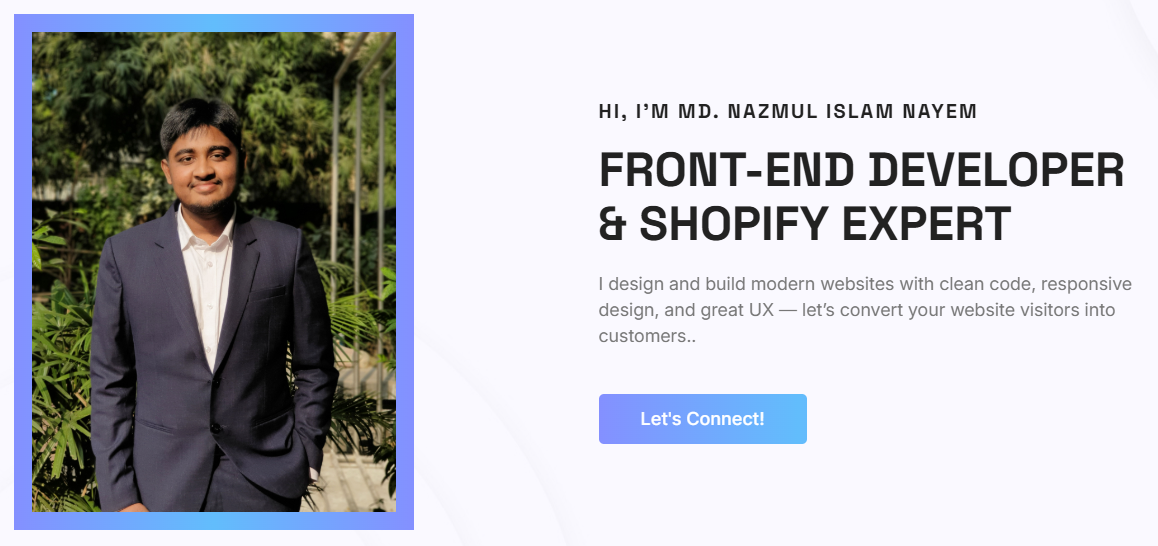 HI, I’M MD. NAZMUL ISLAM NAYEM
FRONT-END DEVELOPER
& SHOPIFY EXPERT
I design and build modern websites with clean code, responsive
design, and great UX — let’s convert your website visitors into
customers..
Let's Connect!